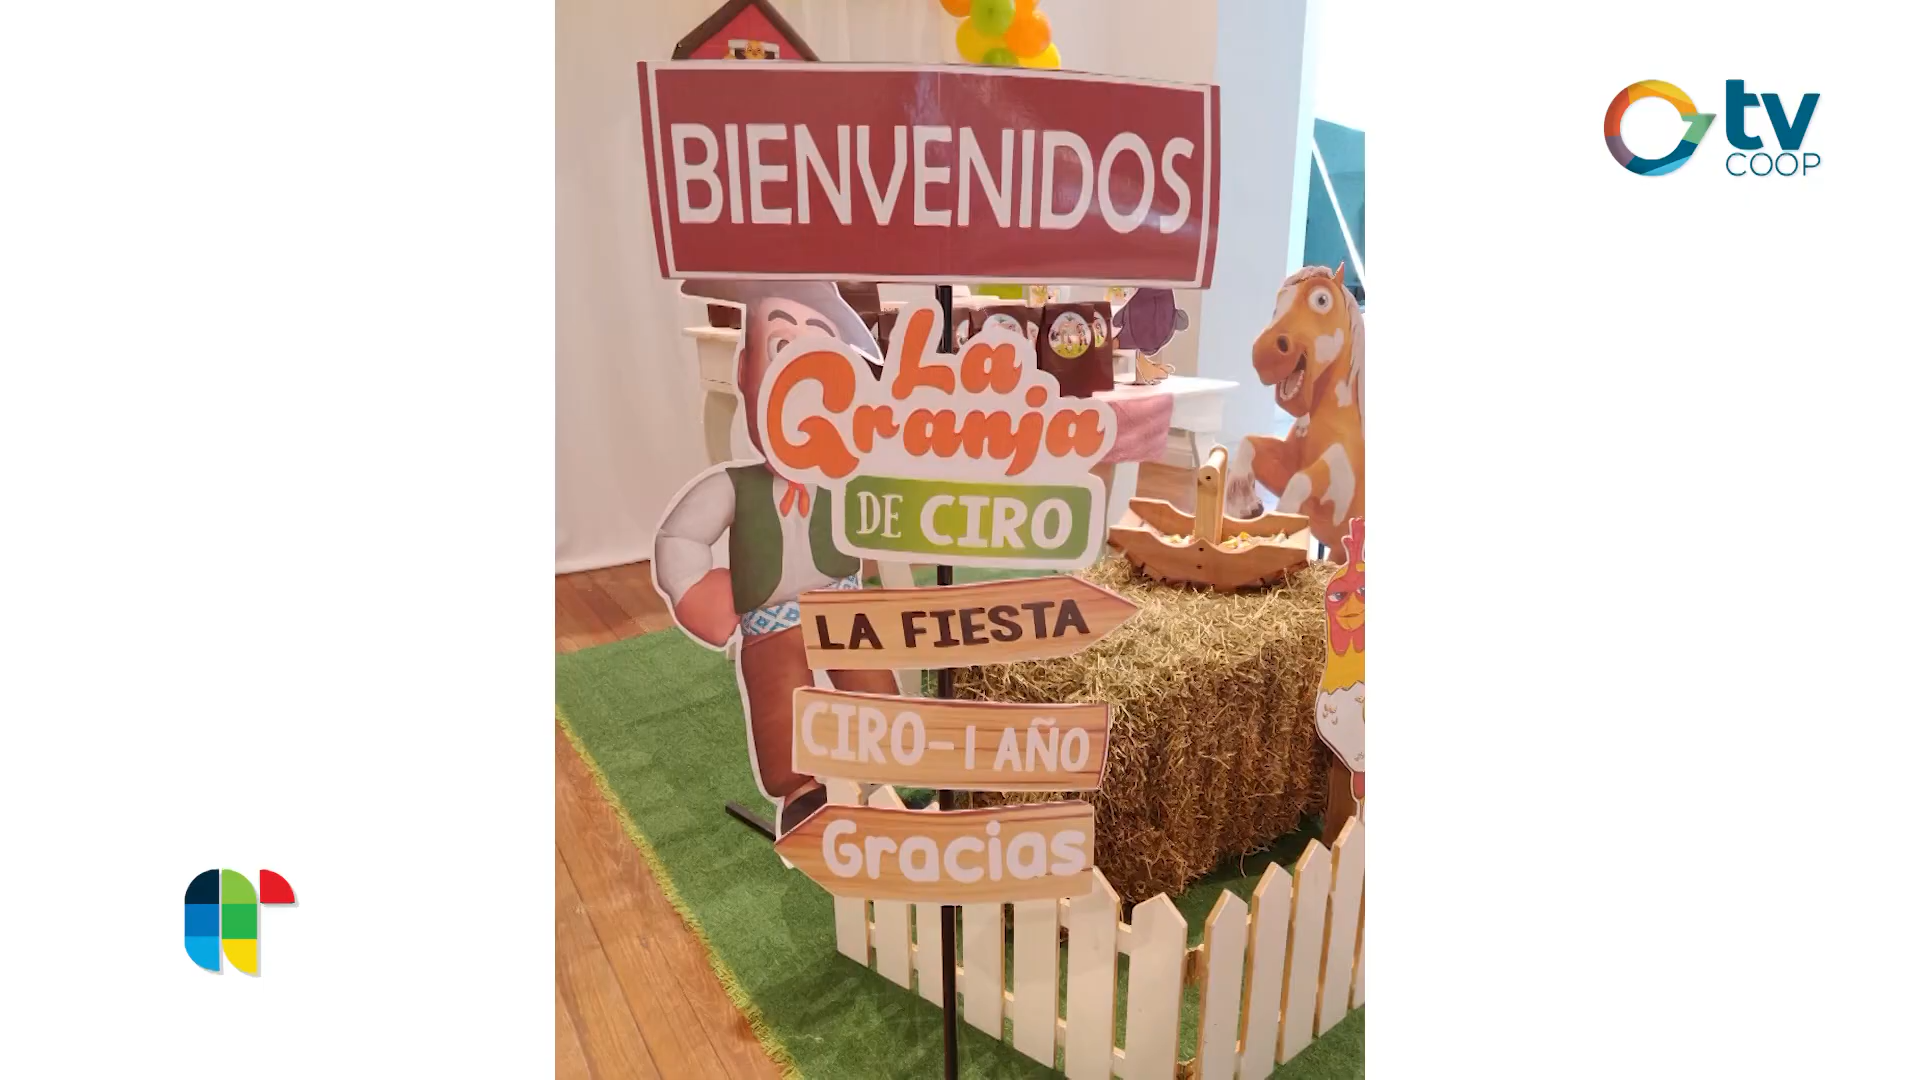 BIENVENIDOS
La
Granja
DE CIRO
LA FIESTA
CIRO-1 AÑO
Gracias
tv
COOP